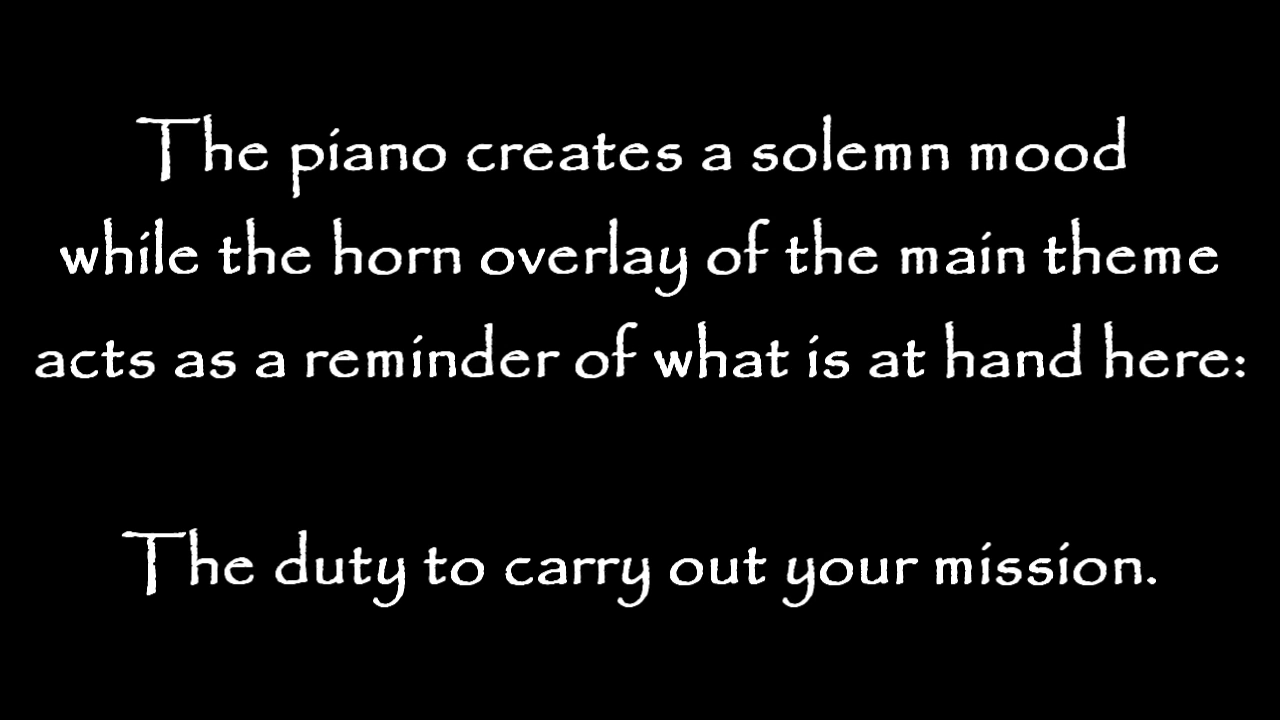 The piano creates a solemn mood
while the horn overlay of the main theme
acts as a reminder of what is at hand here:
The duty to carry out your mission.